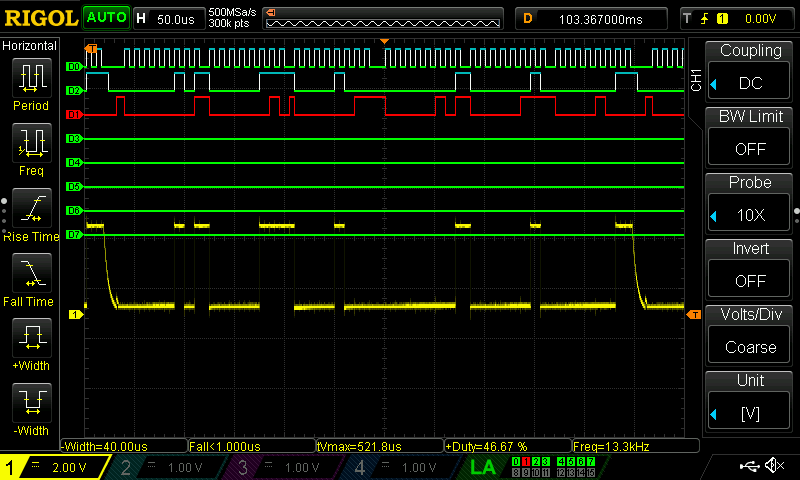 RIGOL AUTO H 50.0us 500MSa/s 300k pts D 103.367000ms T 1 0.00V
Horizontal
Period
Freq
Rise Time
Fall Time
+Width
-Width
T
D0
D2
D1
D3
D4
D5
D6
D7
1
T
CH1
Coupling
DC
BW Limit
OFF
Probe
10X
Invert
OFF
Volts/Div
Coarse
Unit
[V]
-Width=40.00us Fall<1.000us tVmax=521.8us +Duty=46.67 % Freq=13.3kHz
1 2.00 V 2 1.00 V 3 1.00 V 4 1.00 V LA 0 1 2 3 4 5 6 7
8 9 10 11 12 13 14 15